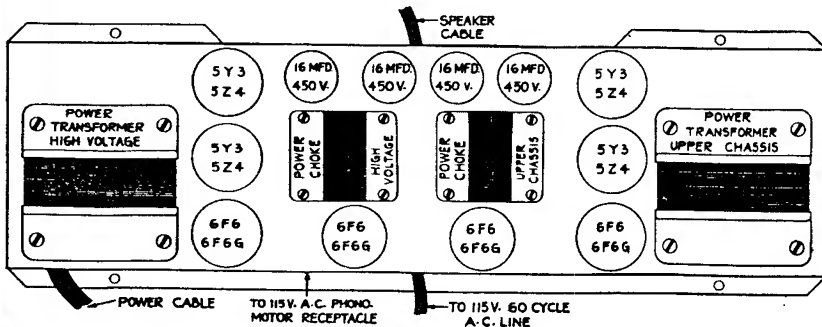 SPEAKER
CABLE
5Y3
5Z4
16 MFD.
450 V.
16 MFD.
450 V.
16 MFD.
450 V.
16 MFD.
450 V.
5Y3
5Z4
POWER
TRANSFORMER
HIGH VOLTAGE
5Y3
5Z4
POWER
CHOKE
HIGH
VOLTAGE
POWER
CHOKE
UPPER
CHASSIS
5Y3
5Z4
POWER
TRANSFORMER
UPPER CHASSIS
6F6
6F6G
6F6
6F6G
6F6
6F6G
6F6
6F6G
POWER CABLE
TO 115 V. A.C. PHONO-
MOTOR RECEPTACLE
TO 115 V. 60 CYCLE
A.C. LINE